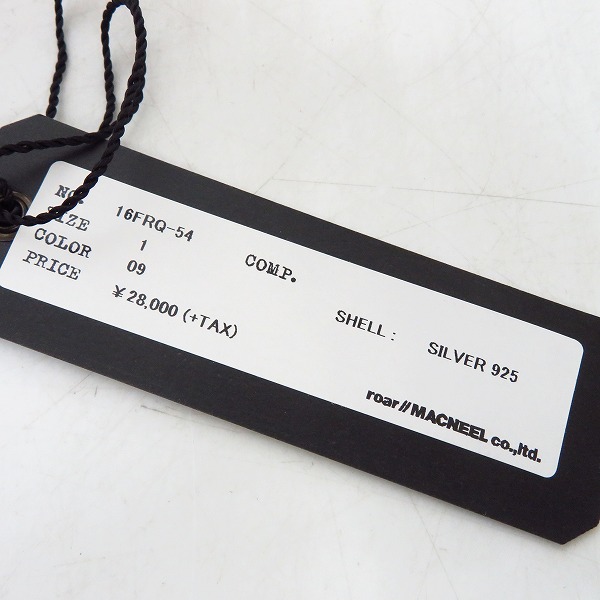 NO. 16FRQ-54
SIZE 1
COLOR 09
PRICE ¥28,000 (+TAX)
COMP.
SHELL : SILVER 925
roar//MACNEEL co.,ltd.